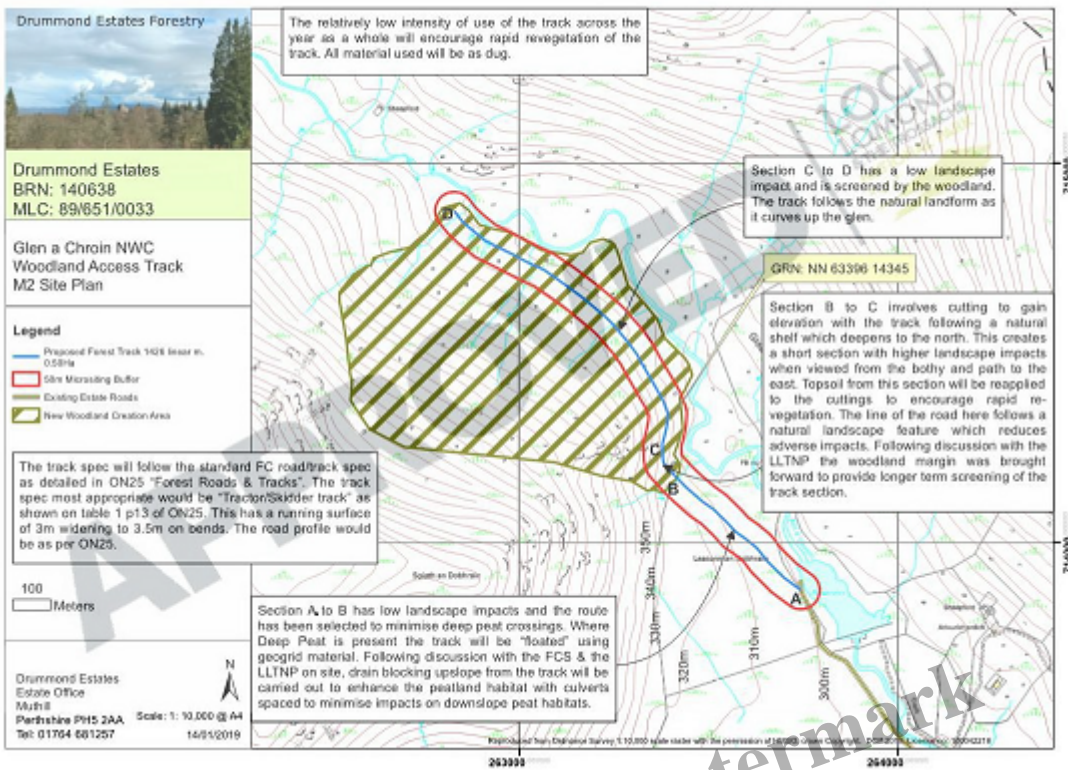 Drummond Estates Forestry
Drummond Estates
BRN: 140638
MLC: 89/651/0033
Glen a Chroin NWC
Woodland Access Track
M2 Site Plan
Legend
Proposed Forest Track 1426 linear m.
0.50Ha
50m Micrositing Buffer
Existing Estate Roads
New Woodland Creation Area
The track spec will follow the standard FC road/track spec
as detailed in ON25 "Forest Roads & Tracks". The track
spec most appropriate would be "Tractor/Skidder track" as
shown on table 1 p13 of ON25. This has a running surface
of 3m widening to 3.5m on bends. The road profile would
be as per ON25.
100
Meters
Drummond Estates
Estate Office
Muthill
Perthshire PH5 2AA
Tel: 01764 681257
N
Scale: 1: 10,000 @ A4
14/01/2019
The relatively low intensity of use of the track across the
year as a whole will encourage rapid revegetation of the
track. All material used will be as dug.
Section C to D has a low landscape
impact and is screened by the woodland.
The track follows the natural landform as
it curves up the glen.
GRN: NN 63396 14345
Section B to C involves cutting to gain
elevation with the track following a natural
shelf which deepens to the north. This creates
a short section with higher landscape impacts
when viewed from the bothy and path to the
east. Topsoil from this section will be reapplied
to the cuttings to encourage rapid re-
vegetation. The line of the road here follows a
natural landscape feature which reduces
adverse impacts. Following discussion with the
LLTNP the woodland margin was brought
forward to provide longer term screening of the
track section.
Section A to B has low landscape impacts and the route
has been selected to minimise deep peat crossings. Where
Deep Peat is present the track will be "floated" using
geogrid material. Following discussion with the FCS & the
LLTNP on site, drain blocking upslope from the track will be
carried out to enhance the peatland habitat with culverts
spaced to minimise impacts on downslope peat habitats.
D
C
B
A
350m
340m
330m
320m
310m
300m
Sheepfold
Sheepfold
APPROVED
LOCH
LOMOND
263000
264000